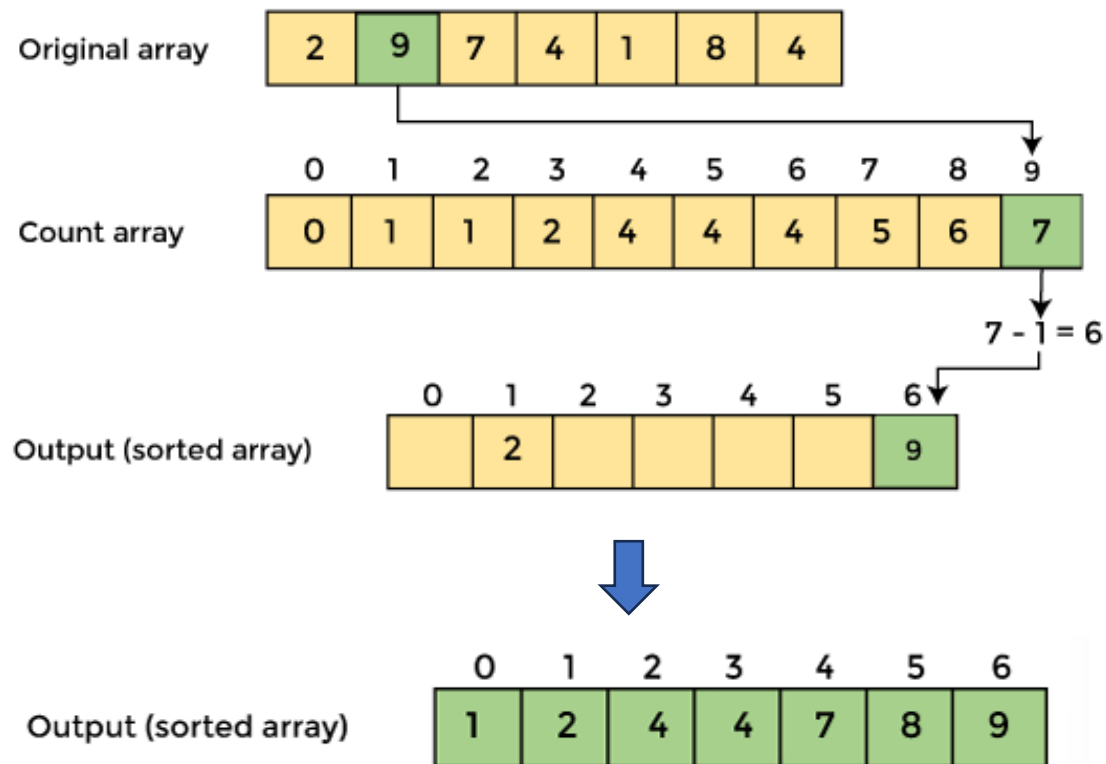 Original array 2 9 7 4 1 8 4
0 1 2 3 4 5 6 7 8 9
Count array 0 1 1 2 4 4 4 5 6 7
7 - 1 = 6
0 1 2 3 4 5 6
Output (sorted array) 2 9
0 1 2 3 4 5 6
Output (sorted array) 1 2 4 4 7 8 9